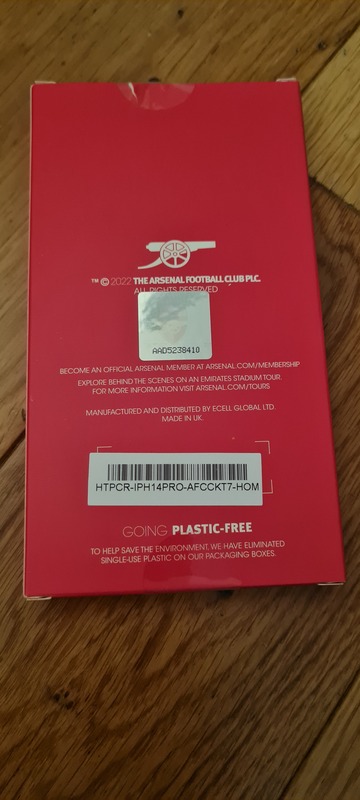 ™ © 2022 THE ARSENAL FOOTBALL CLUB PLC.
ALL RIGHTS RESERVED
AAD5238410
BECOME AN OFFICIAL ARSENAL MEMBER AT ARSENAL.COM/MEMBERSHIP
EXPLORE BEHIND THE SCENES ON AN EMIRATES STADIUM TOUR.
FOR MORE INFORMATION VISIT ARSENAL.COM/TOURS
MANUFACTURED AND DISTRIBUTED BY ECELL GLOBAL LTD.
MADE IN UK.
HTPCR-IPH14PRO-AFCCKT7-HOM
GOING PLASTIC-FREE
TO HELP SAVE THE ENVIRONMENT, WE HAVE ELIMINATED
SINGLE-USE PLASTIC ON OUR PACKAGING BOXES.